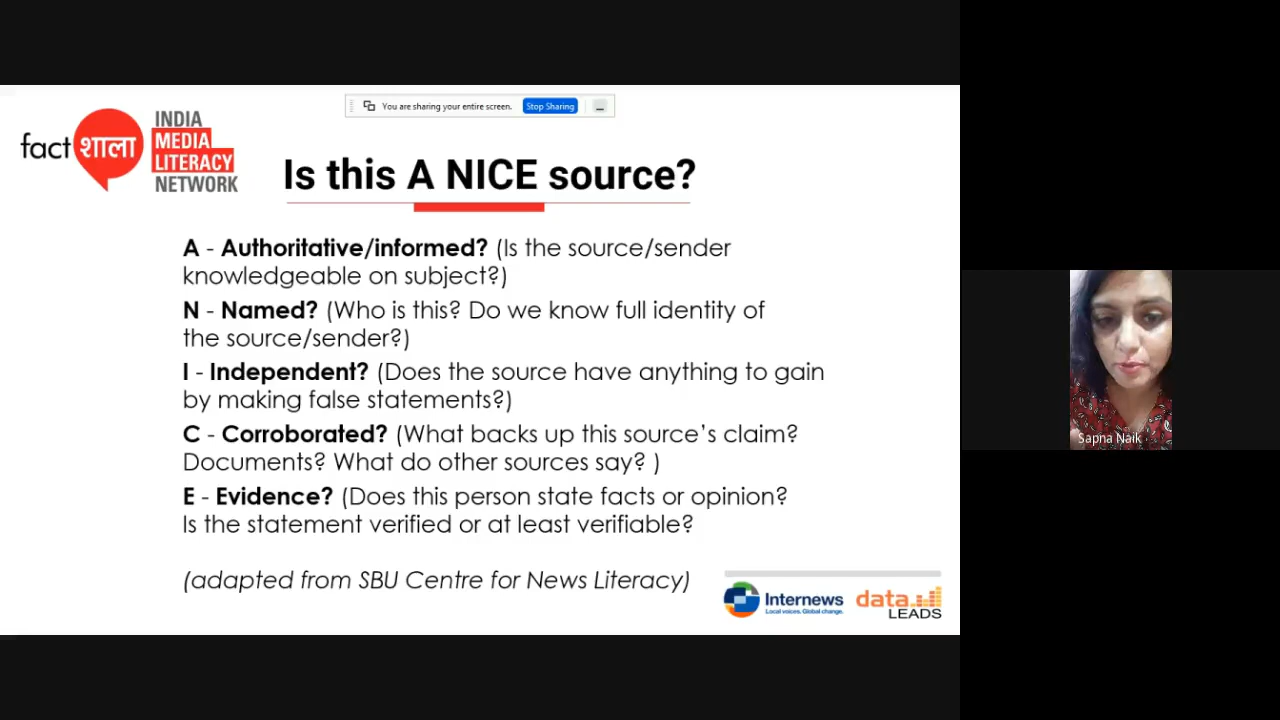 You are sharing your entire screen. Stop Sharing
fact शाला
INDIA
MEDIA
LITERACY
NETWORK
Is this A NICE source?
A - Authoritative/informed? (Is the source/sender
knowledgeable on subject?)
N - Named? (Who is this? Do we know full identity of
the source/sender?)
I - Independent? (Does the source have anything to gain
by making false statements?)
C - Corroborated? (What backs up this source’s claim?
Documents? What do other sources say? )
E - Evidence? (Does this person state facts or opinion?
Is the statement verified or at least verifiable?
(adapted from SBU Centre for News Literacy)
Internews
Local voices. Global change.
data
LEADS
Sapna Naik